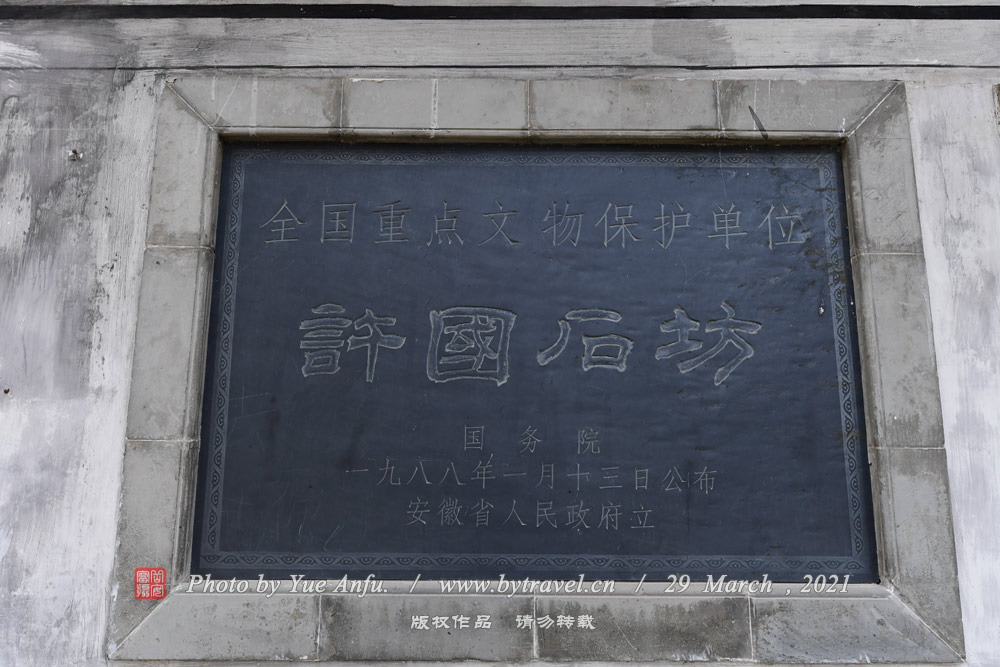 全国重点文物保护单位
許國石坊
国务院
一九八八年一月十三日公布
安徽省人民政府立
Photo by Yue Anfu. / www.bytravel.cn / 29 March , 2021
版权作品 请勿转载